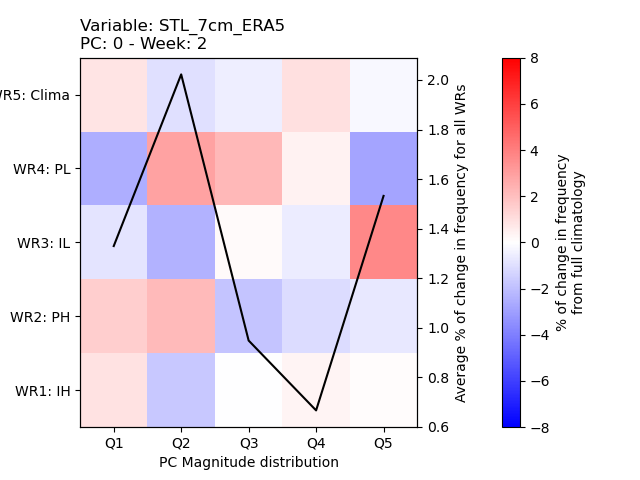 Variable: STL_7cm_ERA5
PC: 0 - Week: 2
R5: Clima
WR4: PL
WR3: IL
WR2: PH
WR1: IH
Q1 Q2 Q3 Q4 Q5
PC Magnitude distribution
2.0
1.8
1.6
1.4
1.2
1.0
0.8
0.6
Average % of change in frequency for all WRs
8
6
4
2
0
−2
−4
−6
−8
% of change in frequency
from full climatology